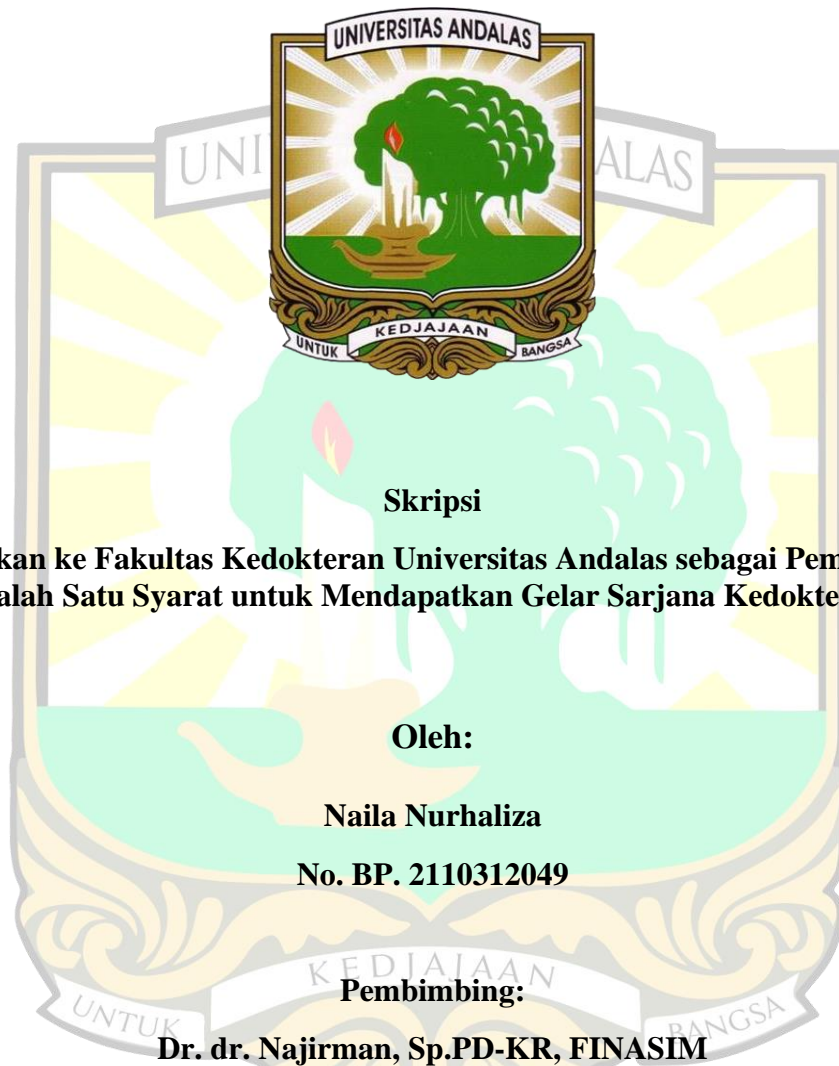 UNIVERSITAS ANDALAS
UNI ALAS
UNTUK KEDJAJAAN BANGSA
Skripsi
kan ke Fakultas Kedokteran Universitas Andalas sebagai Pem
alah Satu Syarat untuk Mendapatkan Gelar Sarjana Kedokte
Oleh:
Naila Nurhaliza
No. BP. 2110312049
KEDJAJAAN
Pembimbing:
UNTUK BANGSA
Dr. dr. Najirman, Sp.PD-KR, FINASIM